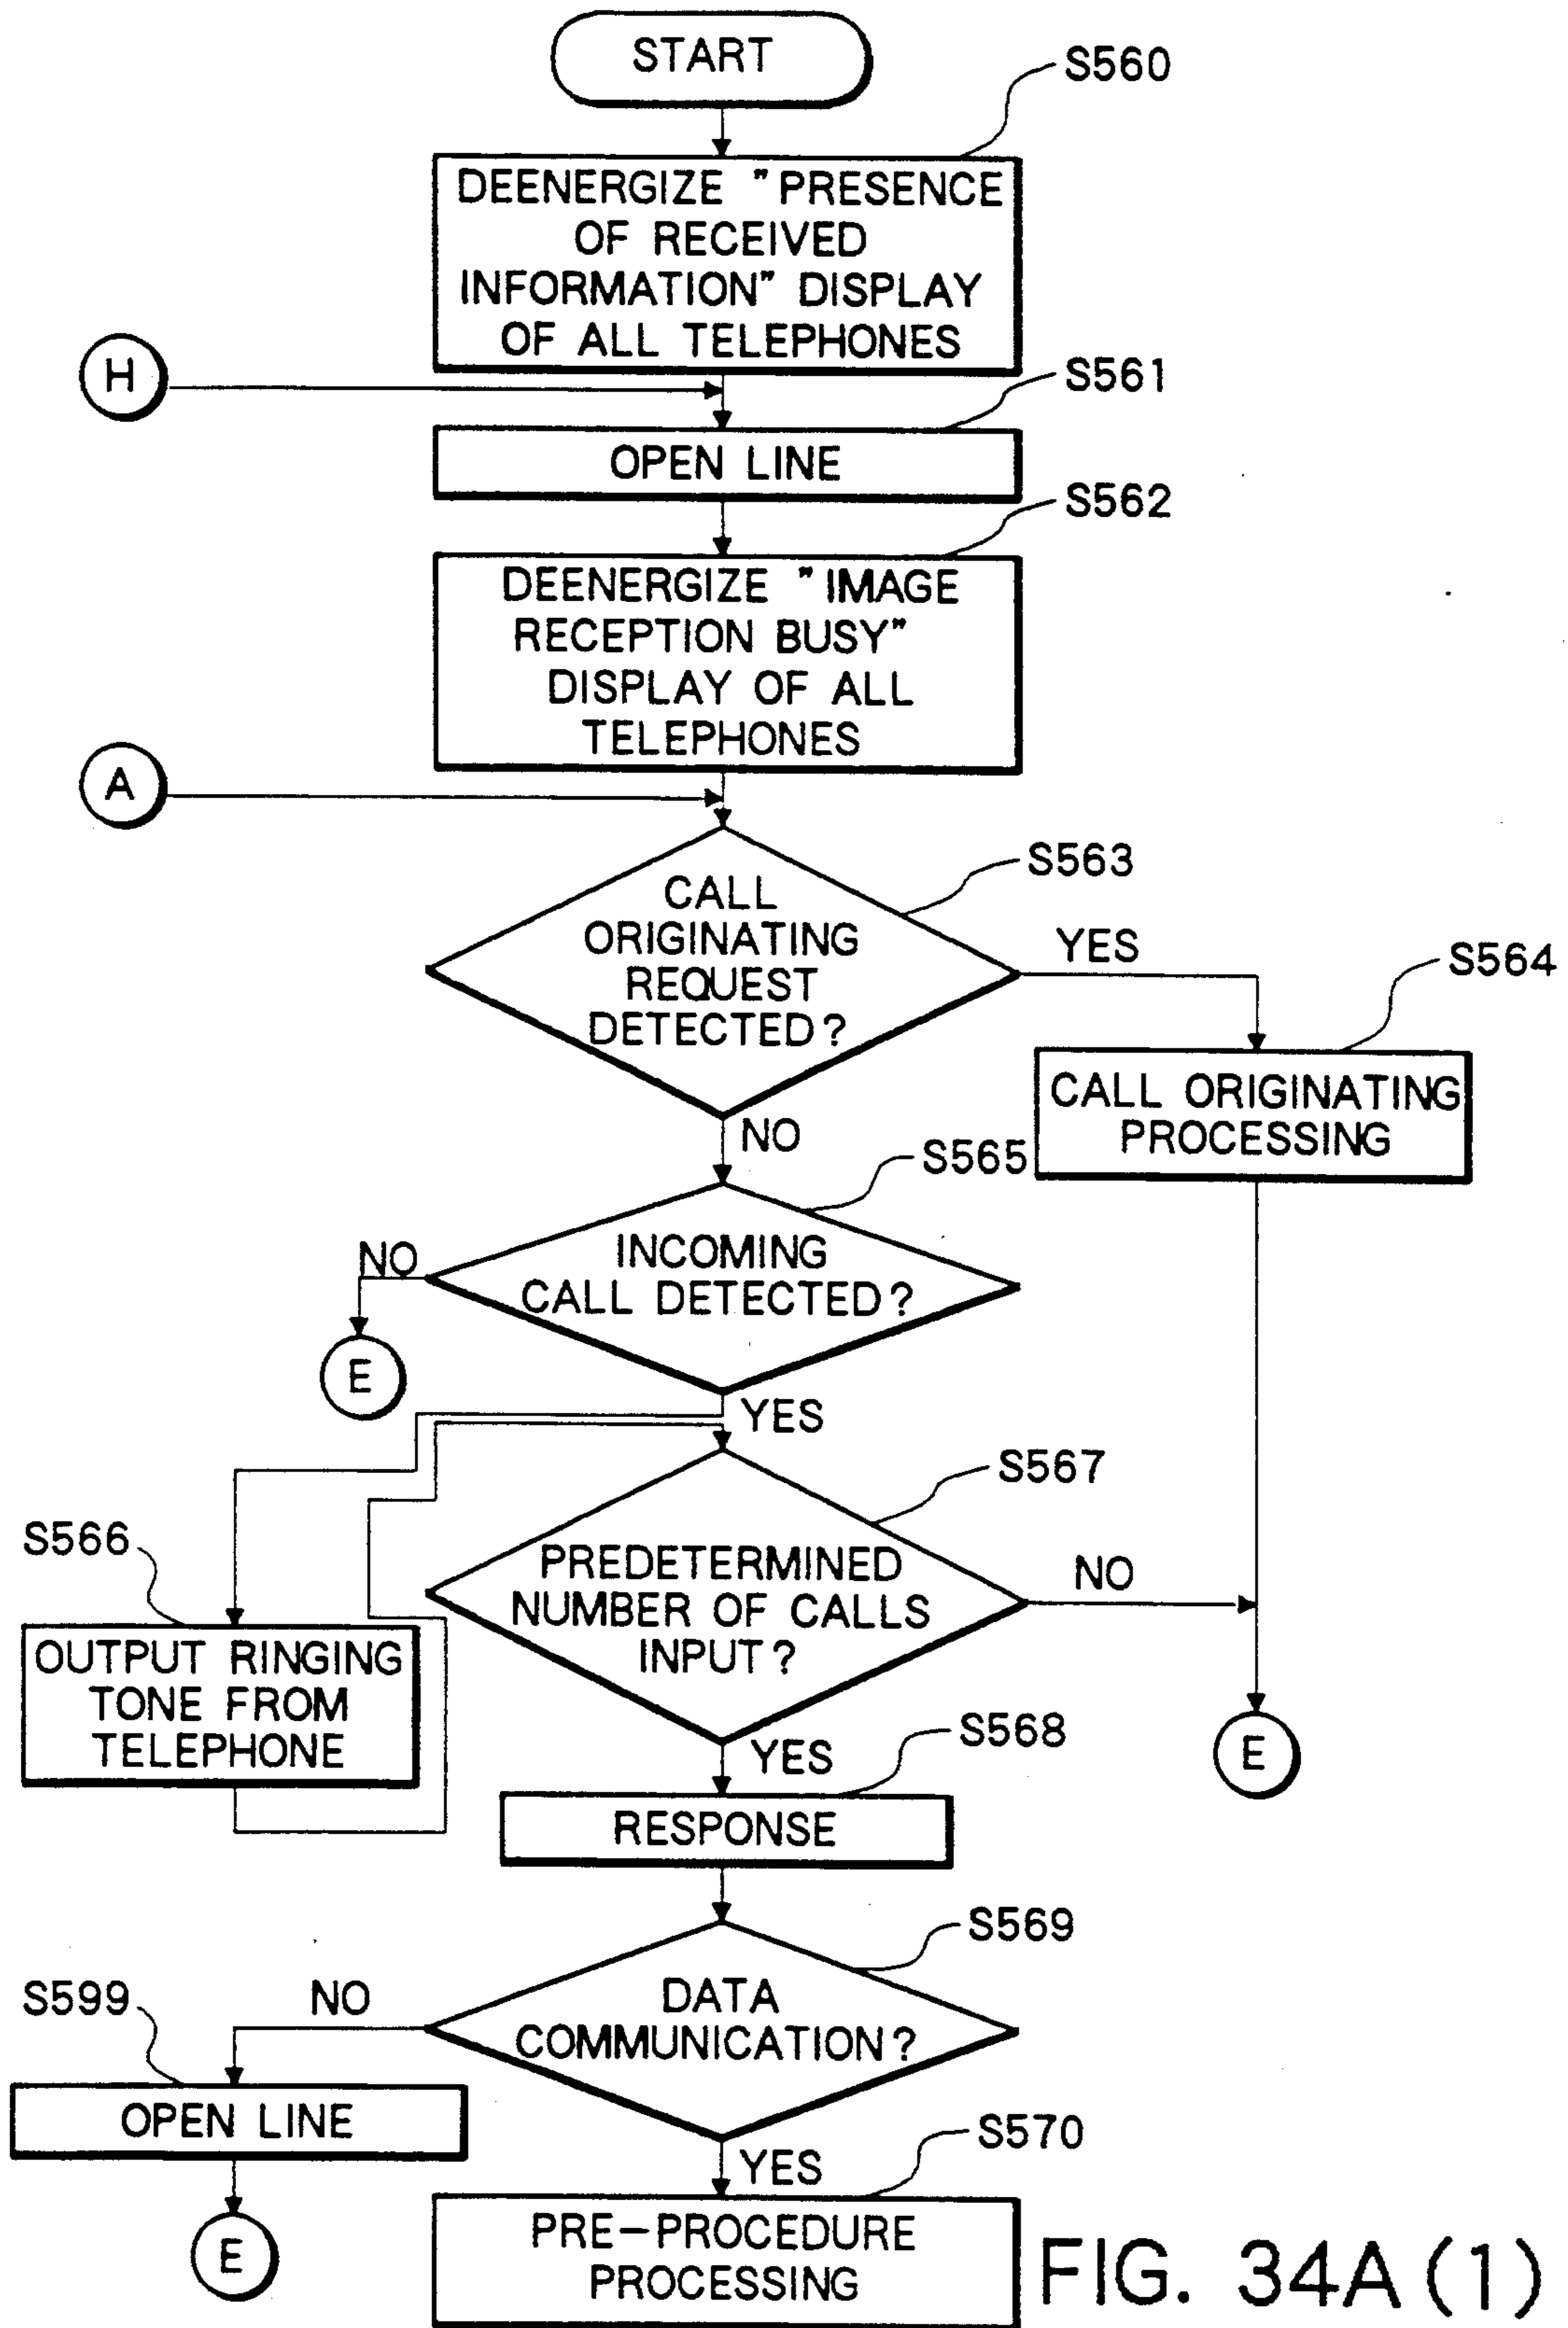 START
S560
DEENERGIZE "PRESENCE
OF RECEIVED
INFORMATION" DISPLAY
OF ALL TELEPHONES
H
S561
OPEN LINE
S562
DEENERGIZE "IMAGE
RECEPTION BUSY"
DISPLAY OF ALL
TELEPHONES
A
S563
CALL
ORIGINATING
REQUEST
DETECTED?
YES
S564
CALL ORIGINATING
PROCESSING
NO
S565
INCOMING
CALL DETECTED?
NO
E
YES
S567
PREDETERMINED
NUMBER OF CALLS
INPUT?
NO
S566
OUTPUT RINGING
TONE FROM
TELEPHONE
E
YES
S568
RESPONSE
S569
DATA
COMMUNICATION?
NO
S599
OPEN LINE
E
YES
S570
PRE-PROCEDURE
PROCESSING
FIG. 34A(1)